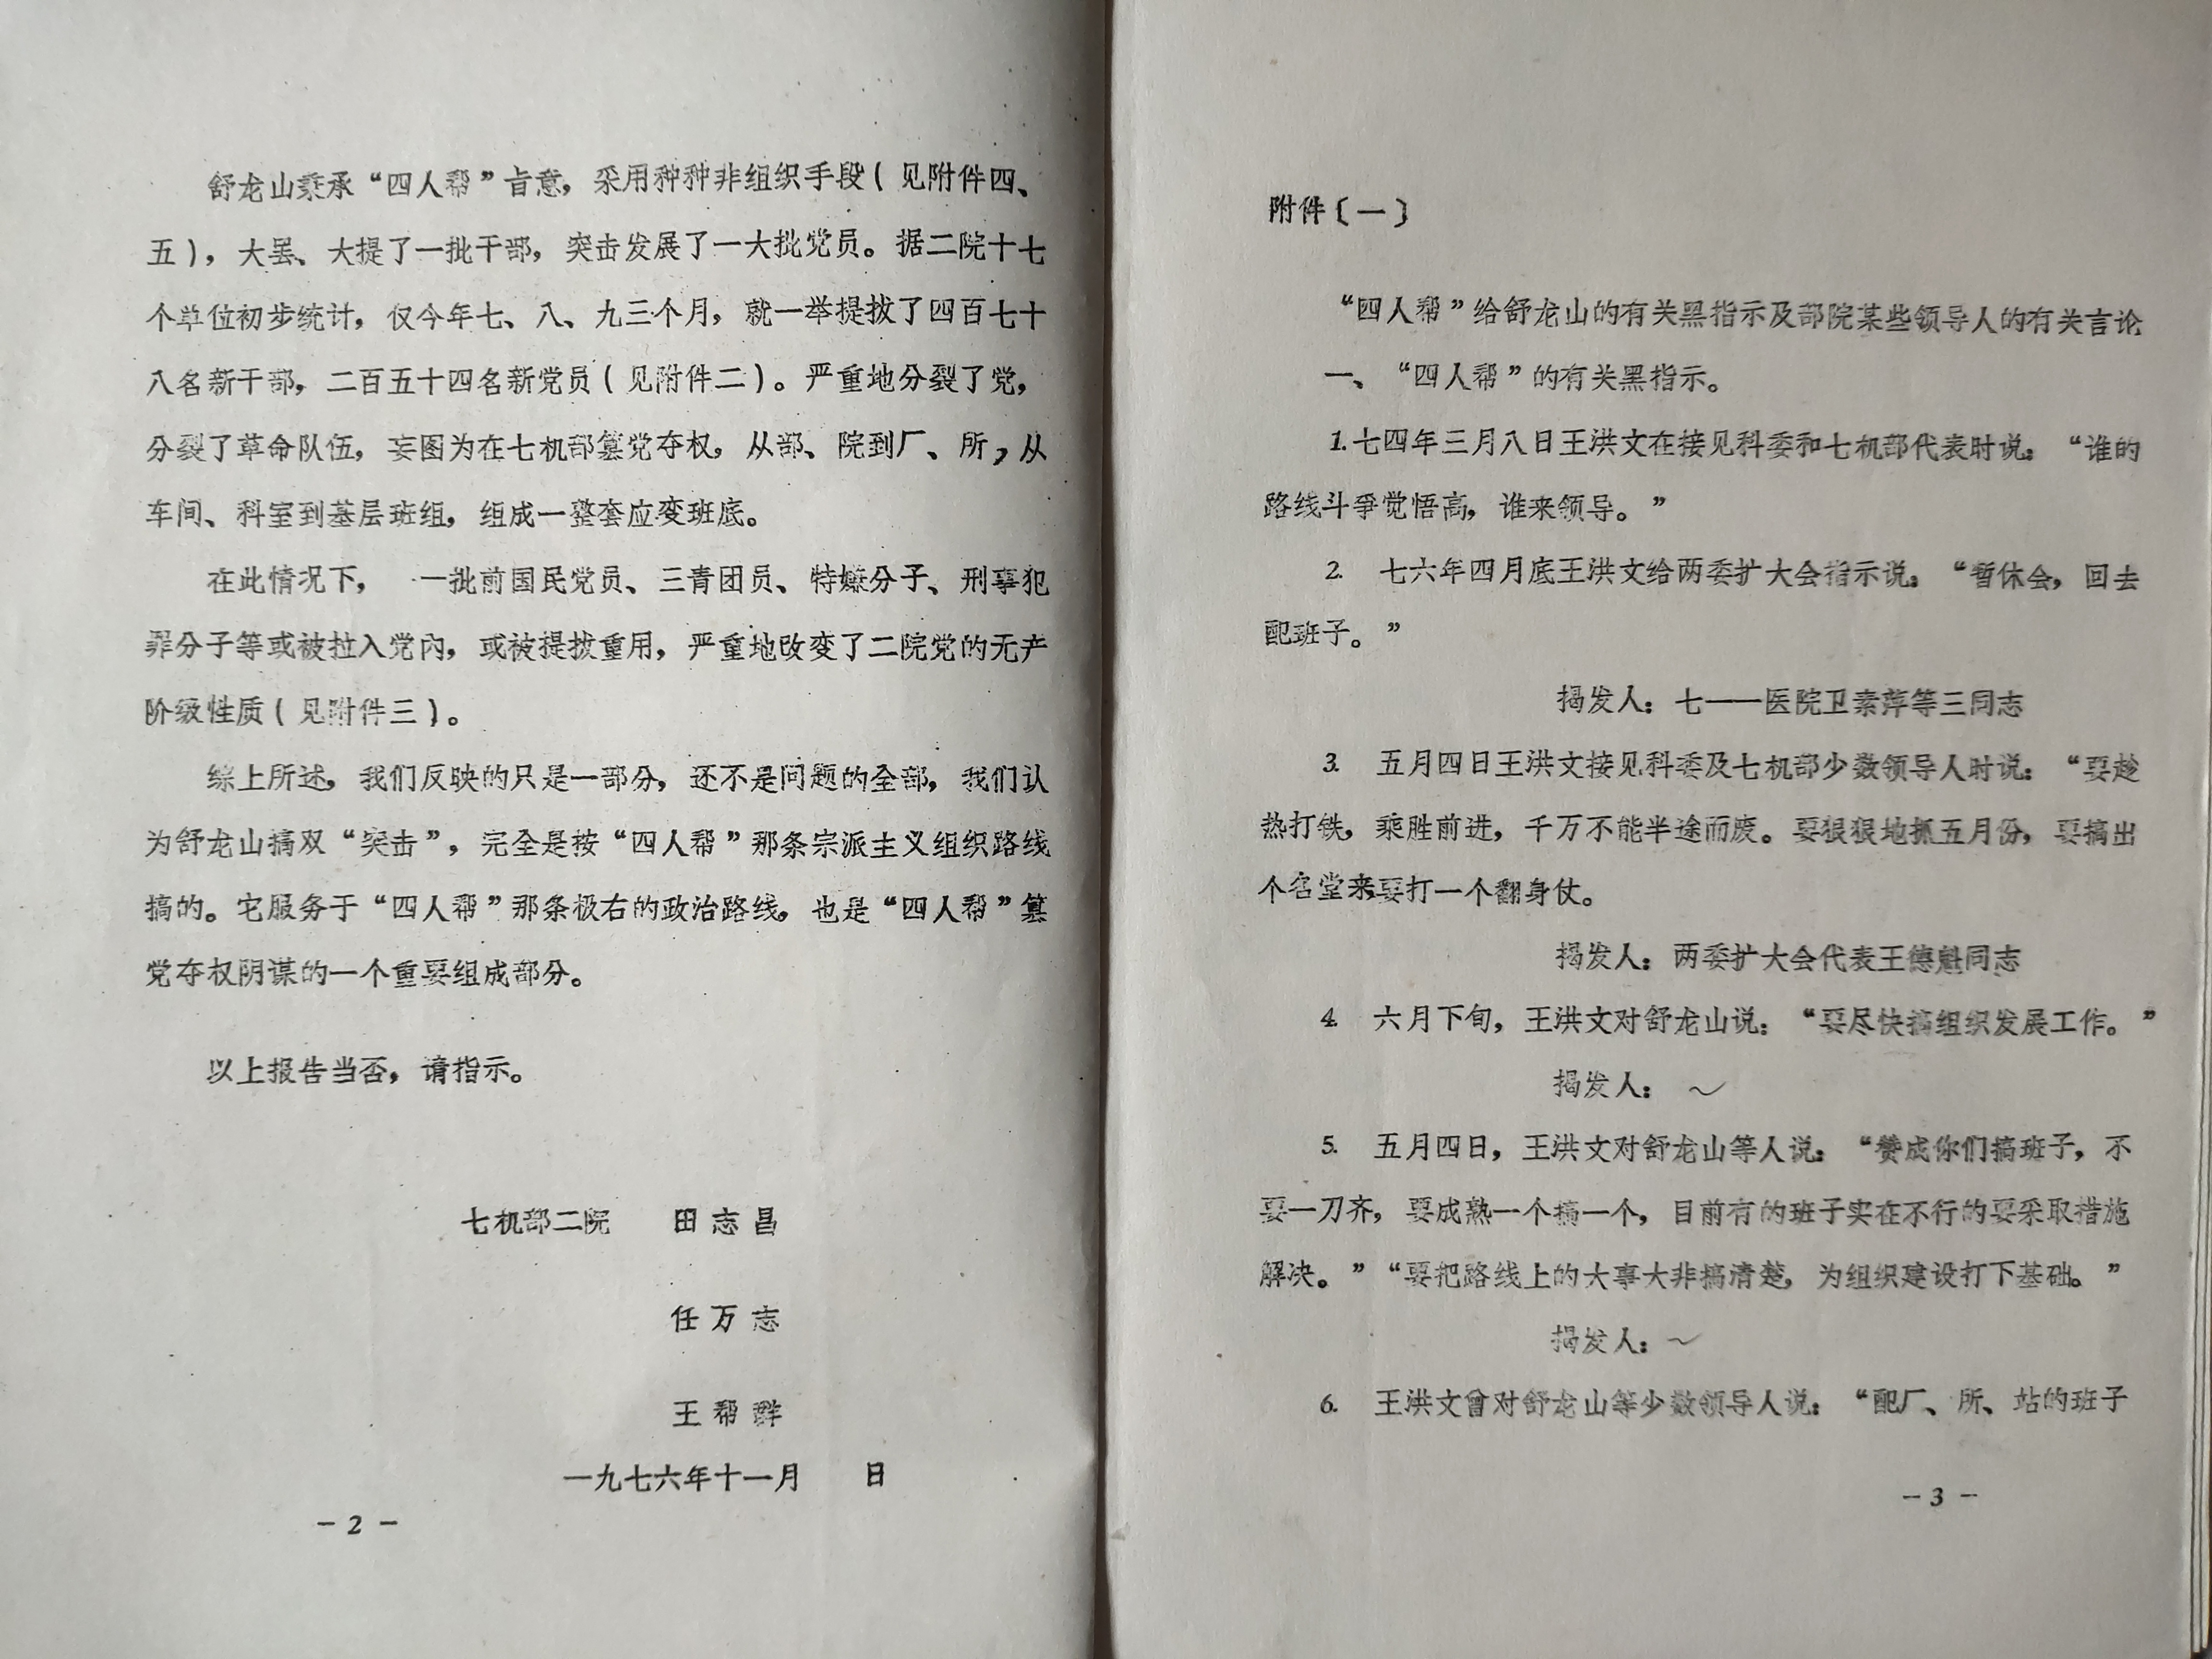 舒龙山秉承“四人帮”旨意，采用种种非组织手段（见附件四、
五），大罢、大提了一批干部，突击发展了一大批党员。据二院十七
个单位初步统计，仅今年七、八、九三个月，就一举提拔了四百七十
八名新干部，二百五十四名新党员（见附件二）。严重地分裂了党，
分裂了革命队伍，妄图为在七机部篡党夺权，从部、院到厂、所，从
车间、科室到基层班组，组成一整套应变班底。
在此情况下，一批前国民党员、三青团员、特嫌分子、刑事犯
罪分子等或被拉入党内，或被提拔重用，严重地改变了二院党的无产
阶级性质（见附件三）。
综上所述，我们反映的只是一部分，还不是问题的全部，我们认
为舒龙山搞双“突击”，完全是按“四人帮”那条宗派主义组织路线
搞的。它服务于“四人帮”那条极右的政治路线。也是“四人帮”篡
党夺权阴谋的一个重要组成部分。
以上报告当否，请指示。
七机部二院 田志昌
任万志
王帮群
一九七六年十一月 日
－2－
附件〔一〕
“四人帮”给舒龙山的有关黑指示及部院某些领导人的有关言论
一、“四人帮”的有关黑指示。
1.七四年三月八日王洪文在接见科委和七机部代表时说：“谁的
路线斗争觉悟高，谁来领导。”
2. 七六年四月底王洪文给两委扩大会指示说：“暂休会，回去
配班子。”
揭发人：七一一医院卫素萍等三同志
3. 五月四日王洪文接见科委及七机部少数领导人时说：“要趁
热打铁，乘胜前进，千万不能半途而废。要狠狠地抓五月份，要搞出
个名堂来要打一个翻身仗。
揭发人：两委扩大会代表王德魁同志
4. 六月下旬，王洪文对舒龙山说：“要尽快搞组织发展工作。”
揭发人：～
5. 五月四日，王洪文对舒龙山等人说：“赞成你们搞班子，不
要一刀齐，要成熟一个搞一个，目前有的班子实在不行的要采取措施
解决。”“要把路线上的大事大非搞清楚，为组织建设打下基础。”
揭发人：～
6. 王洪文曾对舒龙山等少数领导人说：“配厂、所、站的班子
－3－